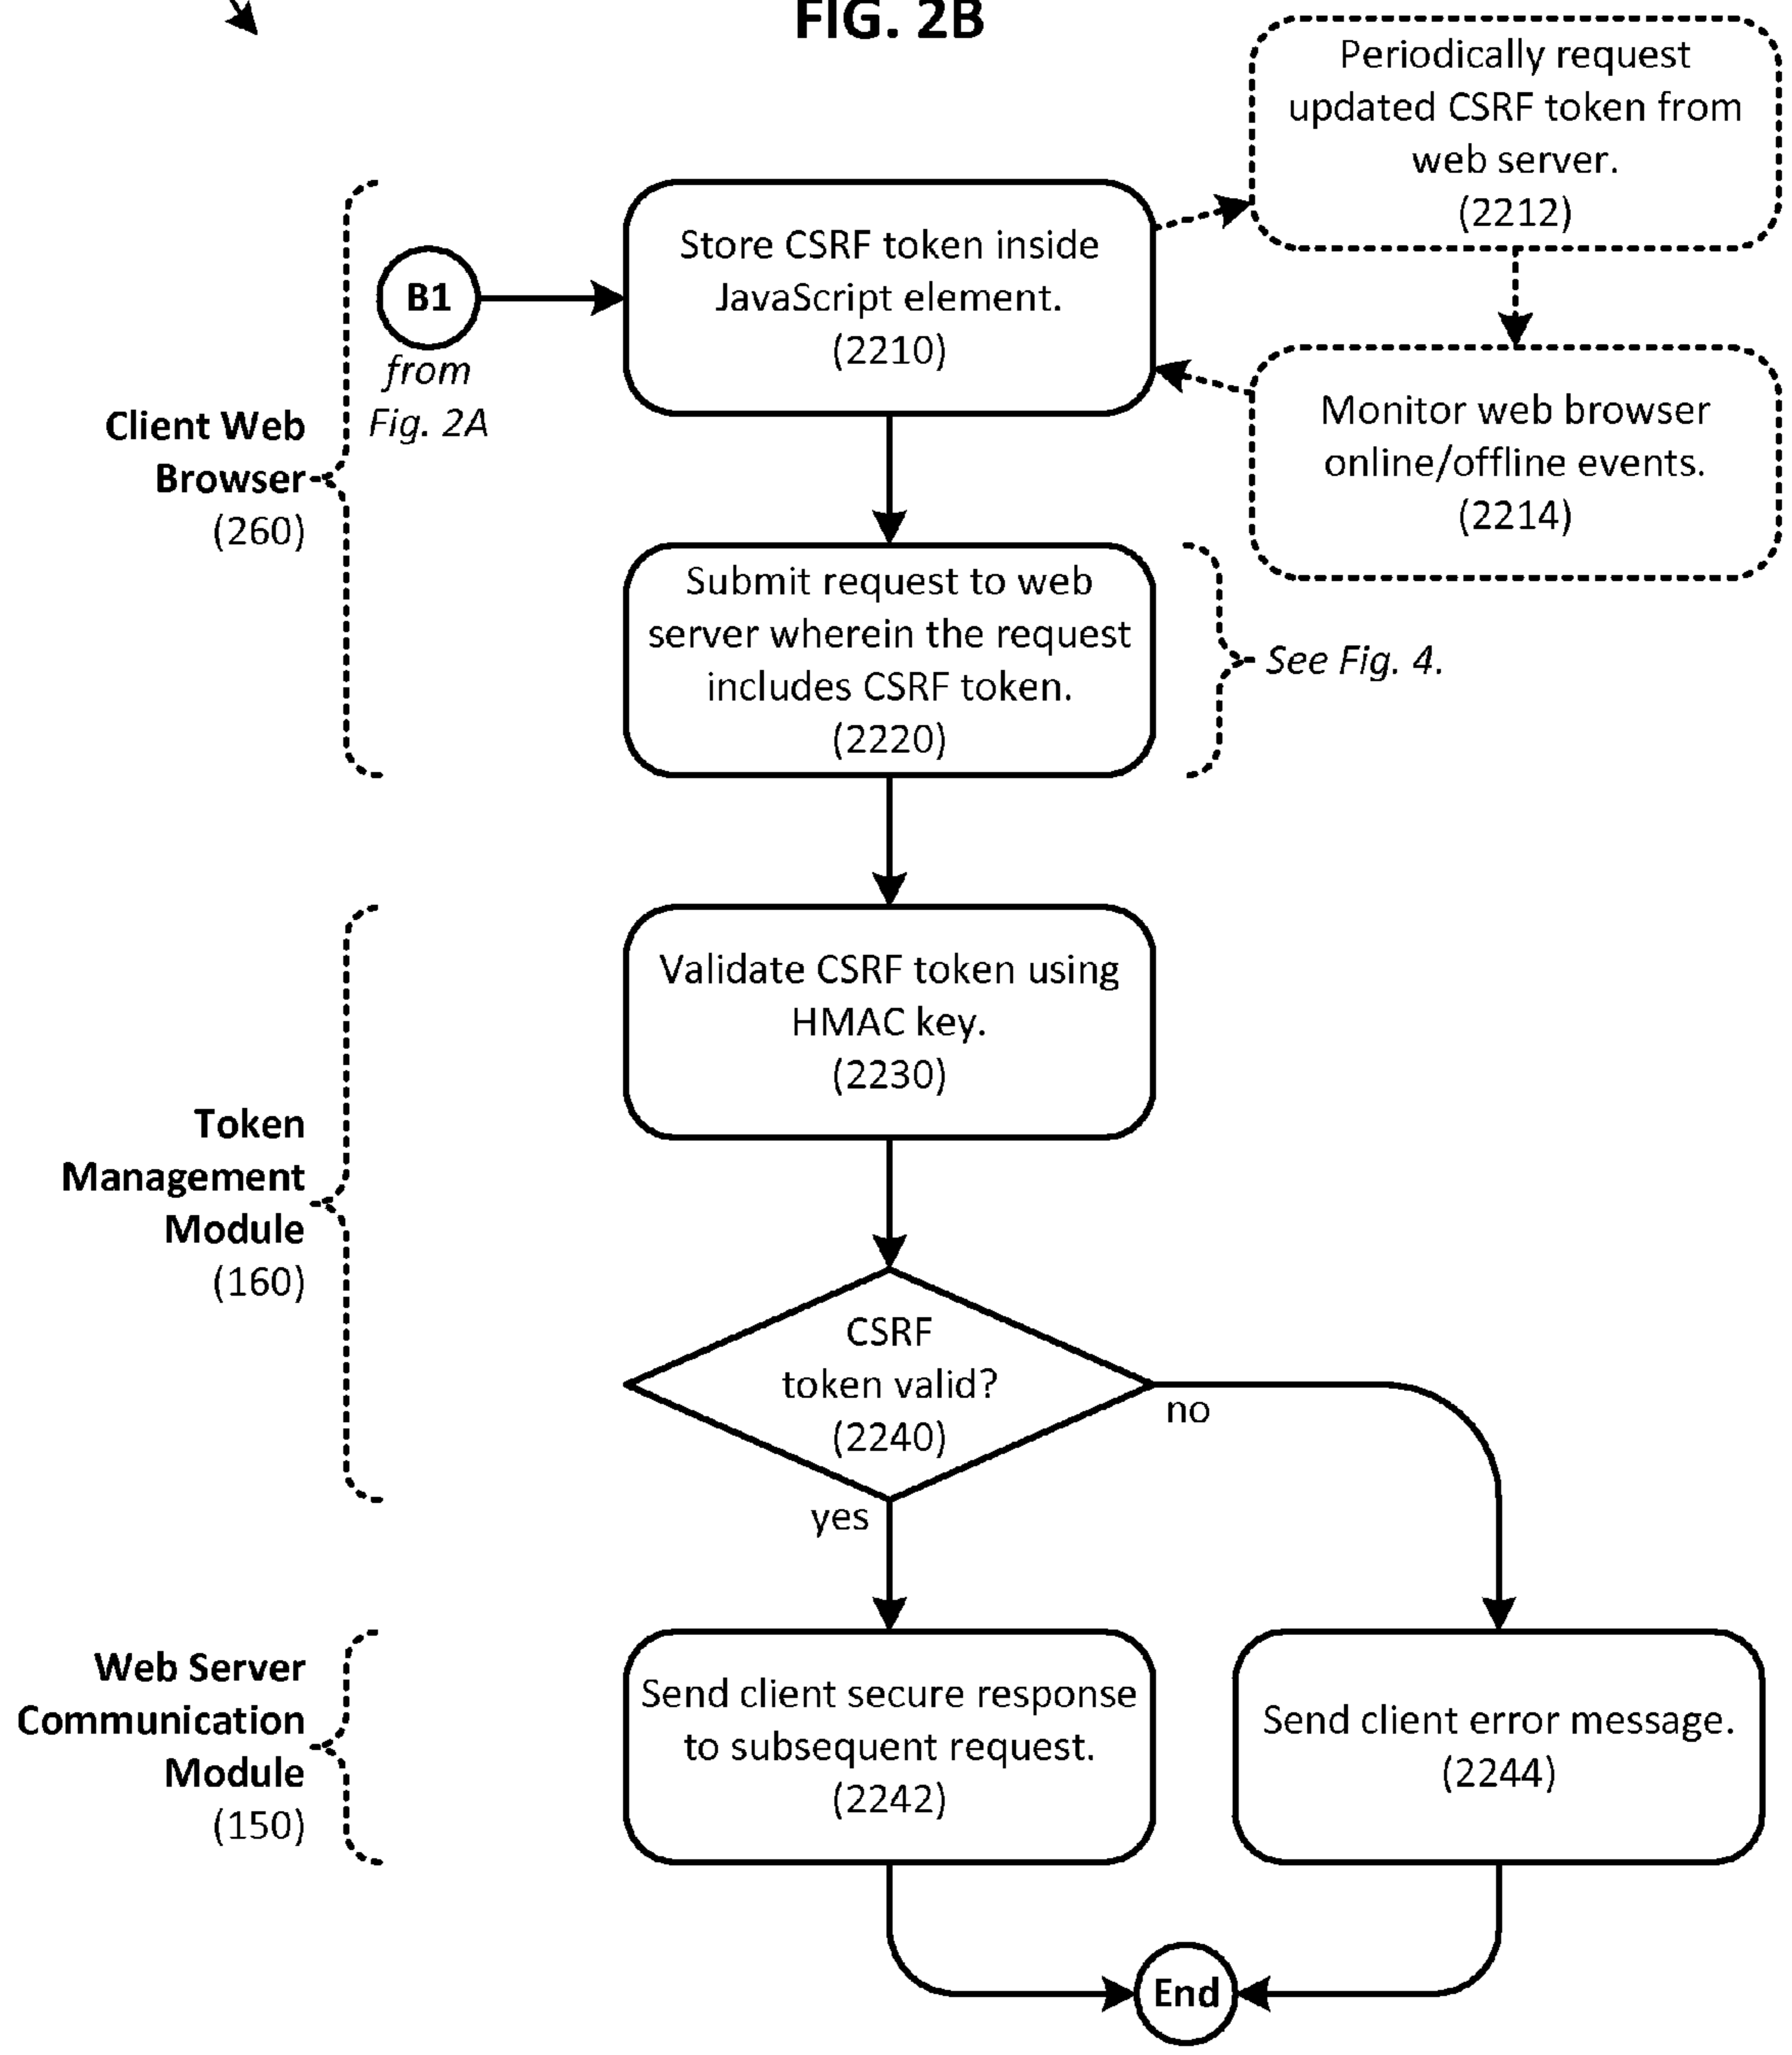 FIG. 2B
Periodically request
updated CSRF token from
web server.
(2212)
Store CSRF token inside
JavaScript element.
(2210)
B1
from
Fig. 2A
Client Web
Browser
(260)
Monitor web browser
online/offline events.
(2214)
Submit request to web
server wherein the request
includes CSRF token.
(2220)
See Fig. 4.
Validate CSRF token using
HMAC key.
(2230)
Token
Management
Module
(160)
CSRF
token valid?
(2240)
no
yes
Web Server
Communication
Module
(150)
Send client secure response
to subsequent request.
(2242)
Send client error message.
(2244)
End